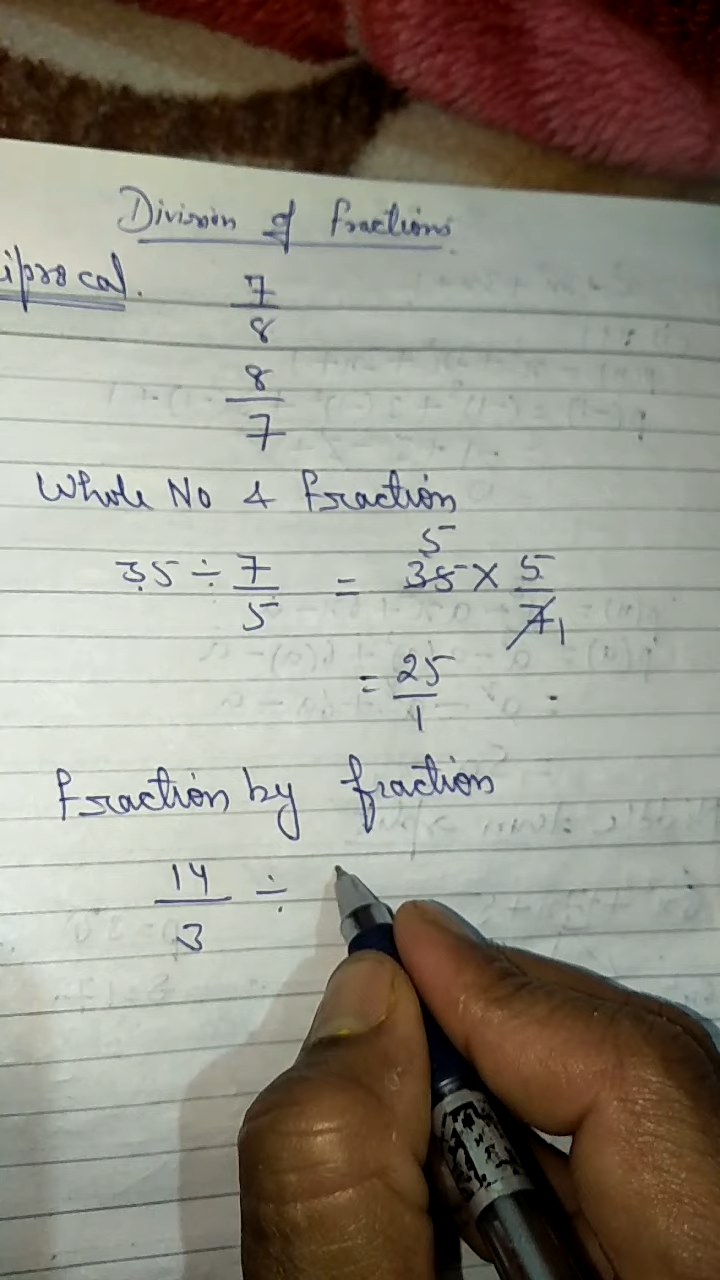 Division of fractions
iprocal. 7/8
8/7
Whole No & fraction
35 ÷ 7/5 = 35 5 × 5/7 1
= 25/1
fraction by fraction
14/3 ÷